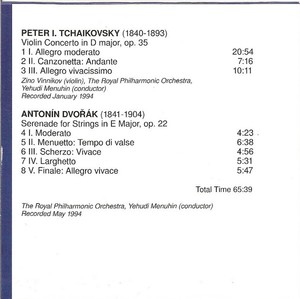 PETER I. TCHAIKOVSKY (1840-1893)
Violin Concerto in D major, op. 35
1 I. Allegro moderato 20:54
2 II. Canzonetta: Andante 7:16
3 III. Allegro vivacissimo 10:11
Zino Vinnikov (violin), The Royal Philharmonic Orchestra,
Yehudi Menuhin (conductor)
Recorded January 1994
ANTONÍN DVOŘÁK (1841-1904)
Serenade for Strings in E Major, op. 22
4 I. Moderato 4:23
5 II. Menuetto: Tempo di valse 6:38
6 III. Scherzo: Vivace 4:56
7 IV. Larghetto 5:31
8 V. Finale: Allegro vivace 5:47
Total Time 65:39
The Royal Philharmonic Orchestra, Yehudi Menuhin (conductor)
Recorded May 1994